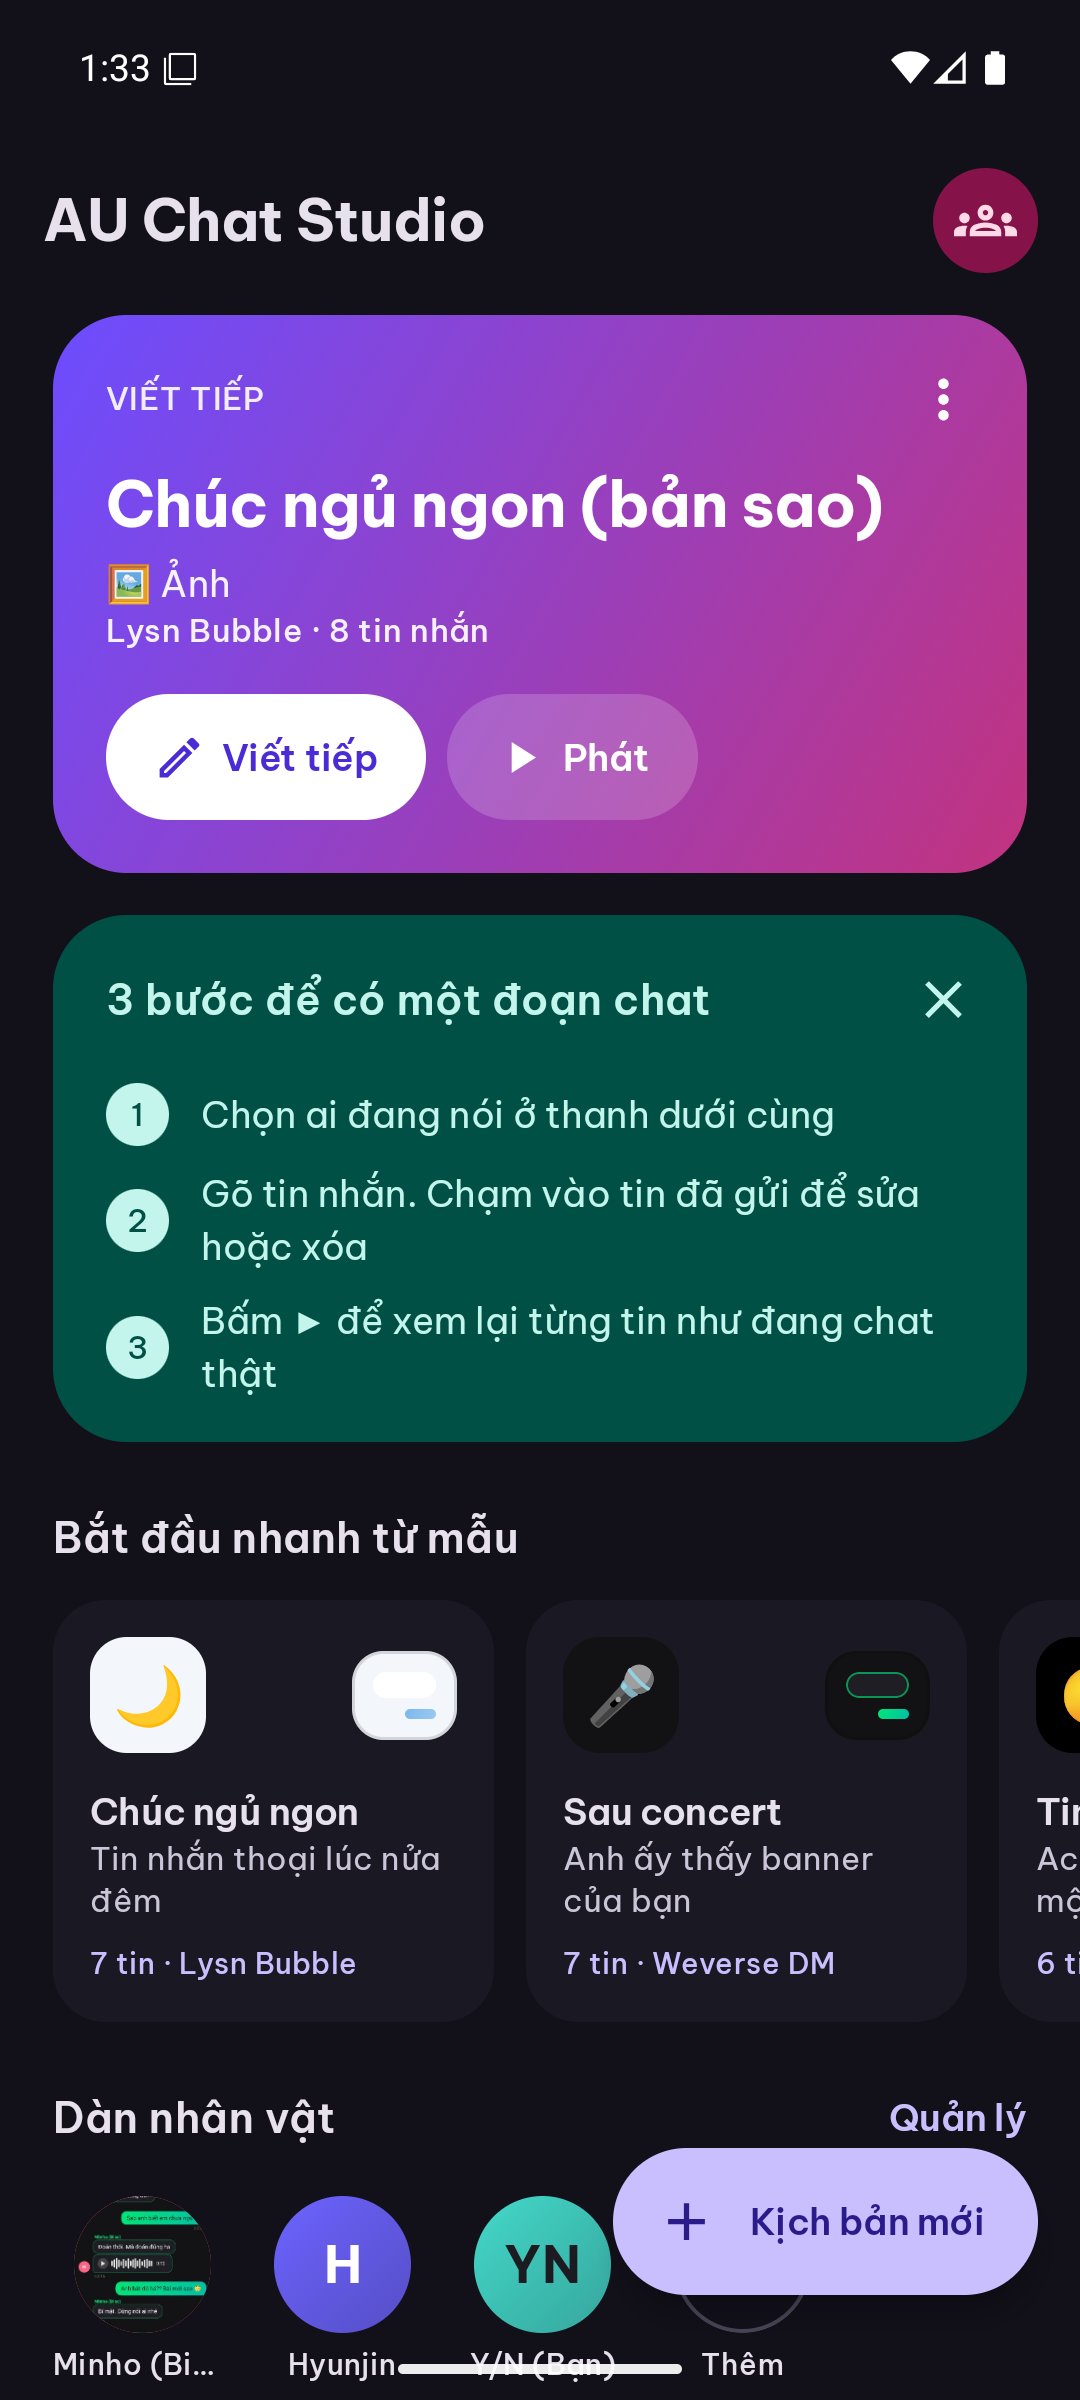 1:33
AU Chat Studio
VIẾT TIẾP
Chúc ngủ ngon (bản sao)
🖼️ Ảnh
Lysn Bubble · 8 tin nhắn
Viết tiếp
Phát
3 bước để có một đoạn chat
1 Chọn ai đang nói ở thanh dưới cùng
2 Gõ tin nhắn. Chạm vào tin đã gửi để sửa
hoặc xóa
3 Bấm ► để xem lại từng tin như đang chat
thật
Bắt đầu nhanh từ mẫu
Chúc ngủ ngon
Tin nhắn thoại lúc nửa
đêm
7 tin · Lysn Bubble
Sau concert
Anh ấy thấy banner
của bạn
7 tin · Weverse DM
Dàn nhân vật
Quản lý
Kịch bản mới
H
YN
Minho (Bi...
Hyunjin
Y/N (Bạn)
Thêm